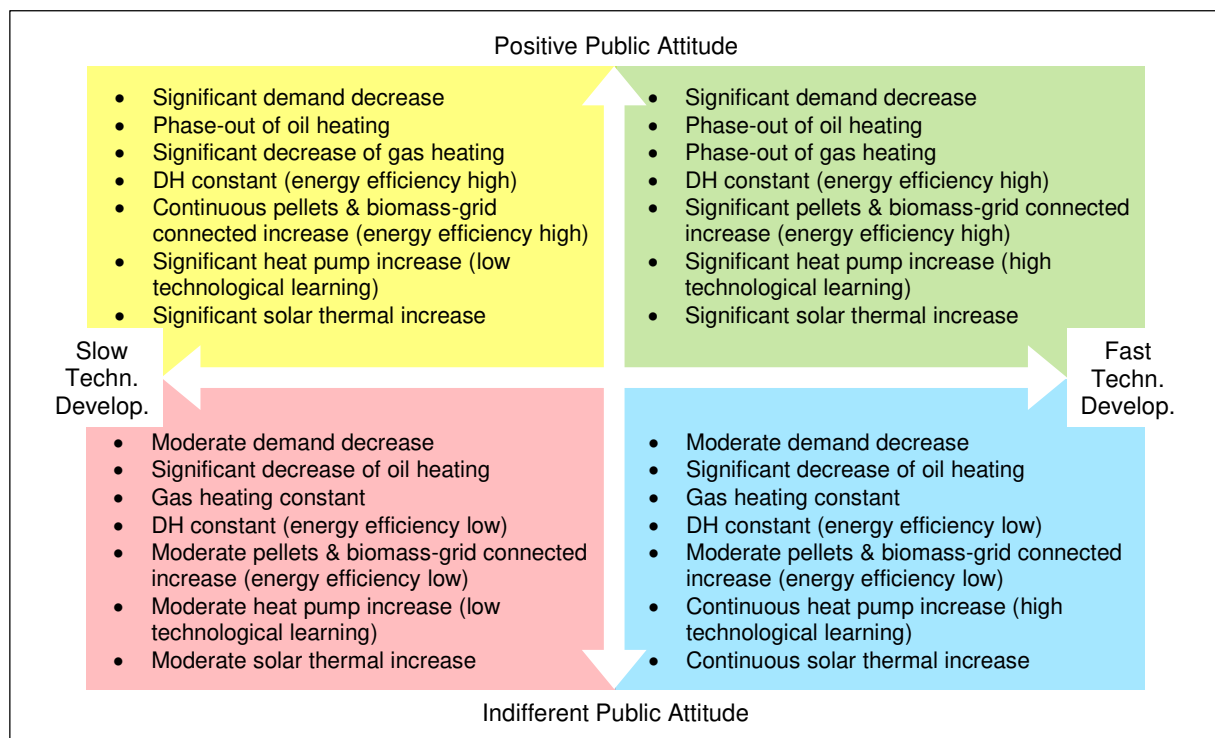 Positive Public Attitude
• Significant demand decrease
• Phase-out of oil heating
• Significant decrease of gas heating
• DH constant (energy efficiency high)
• Continuous pellets & biomass-grid
connected increase (energy efficiency high)
• Significant heat pump increase (low
technological learning)
• Significant solar thermal increase
• Significant demand decrease
• Phase-out of oil heating
• Phase-out of gas heating
• DH constant (energy efficiency high)
• Significant pellets & biomass-grid connected
increase (energy efficiency high)
• Significant heat pump increase (high
technological learning)
• Significant solar thermal increase
Slow
Techn.
Develop.
Fast
Techn.
Develop.
• Moderate demand decrease
• Significant decrease of oil heating
• Gas heating constant
• DH constant (energy efficiency low)
• Moderate pellets & biomass-grid connected
increase (energy efficiency low)
• Moderate heat pump increase (low
technological learning)
• Moderate solar thermal increase
• Moderate demand decrease
• Significant decrease of oil heating
• Gas heating constant
• DH constant (energy efficiency low)
• Moderate pellets & biomass-grid connected
increase (energy efficiency low)
• Continuous heat pump increase (high
technological learning)
• Continuous solar thermal increase
Indifferent Public Attitude